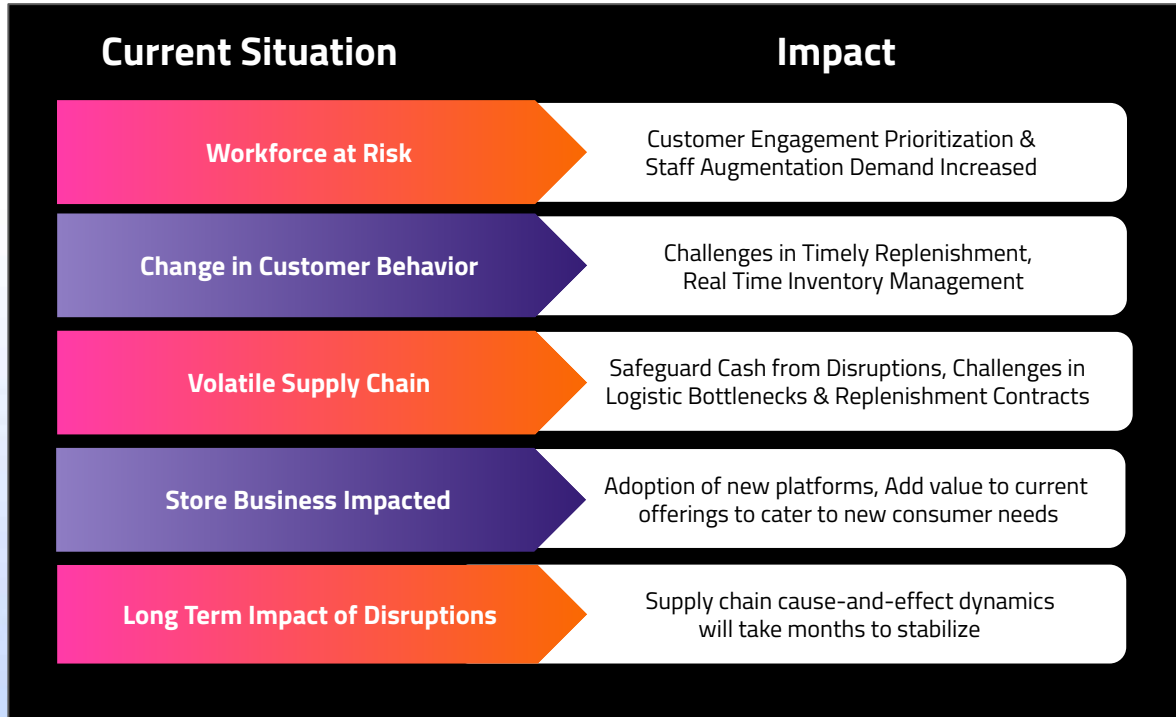 Current Situation
Impact
Workforce at Risk
Customer Engagement Prioritization &
Staff Augmentation Demand Increased
Change in Customer Behavior
Challenges in Timely Replenishment,
Real Time Inventory Management
Volatile Supply Chain
Safeguard Cash from Disruptions, Challenges in
Logistic Bottlenecks & Replenishment Contracts
Store Business Impacted
Adoption of new platforms, Add value to current
offerings to cater to new consumer needs
Long Term Impact of Disruptions
Supply chain cause-and-effect dynamics
will take months to stabilize